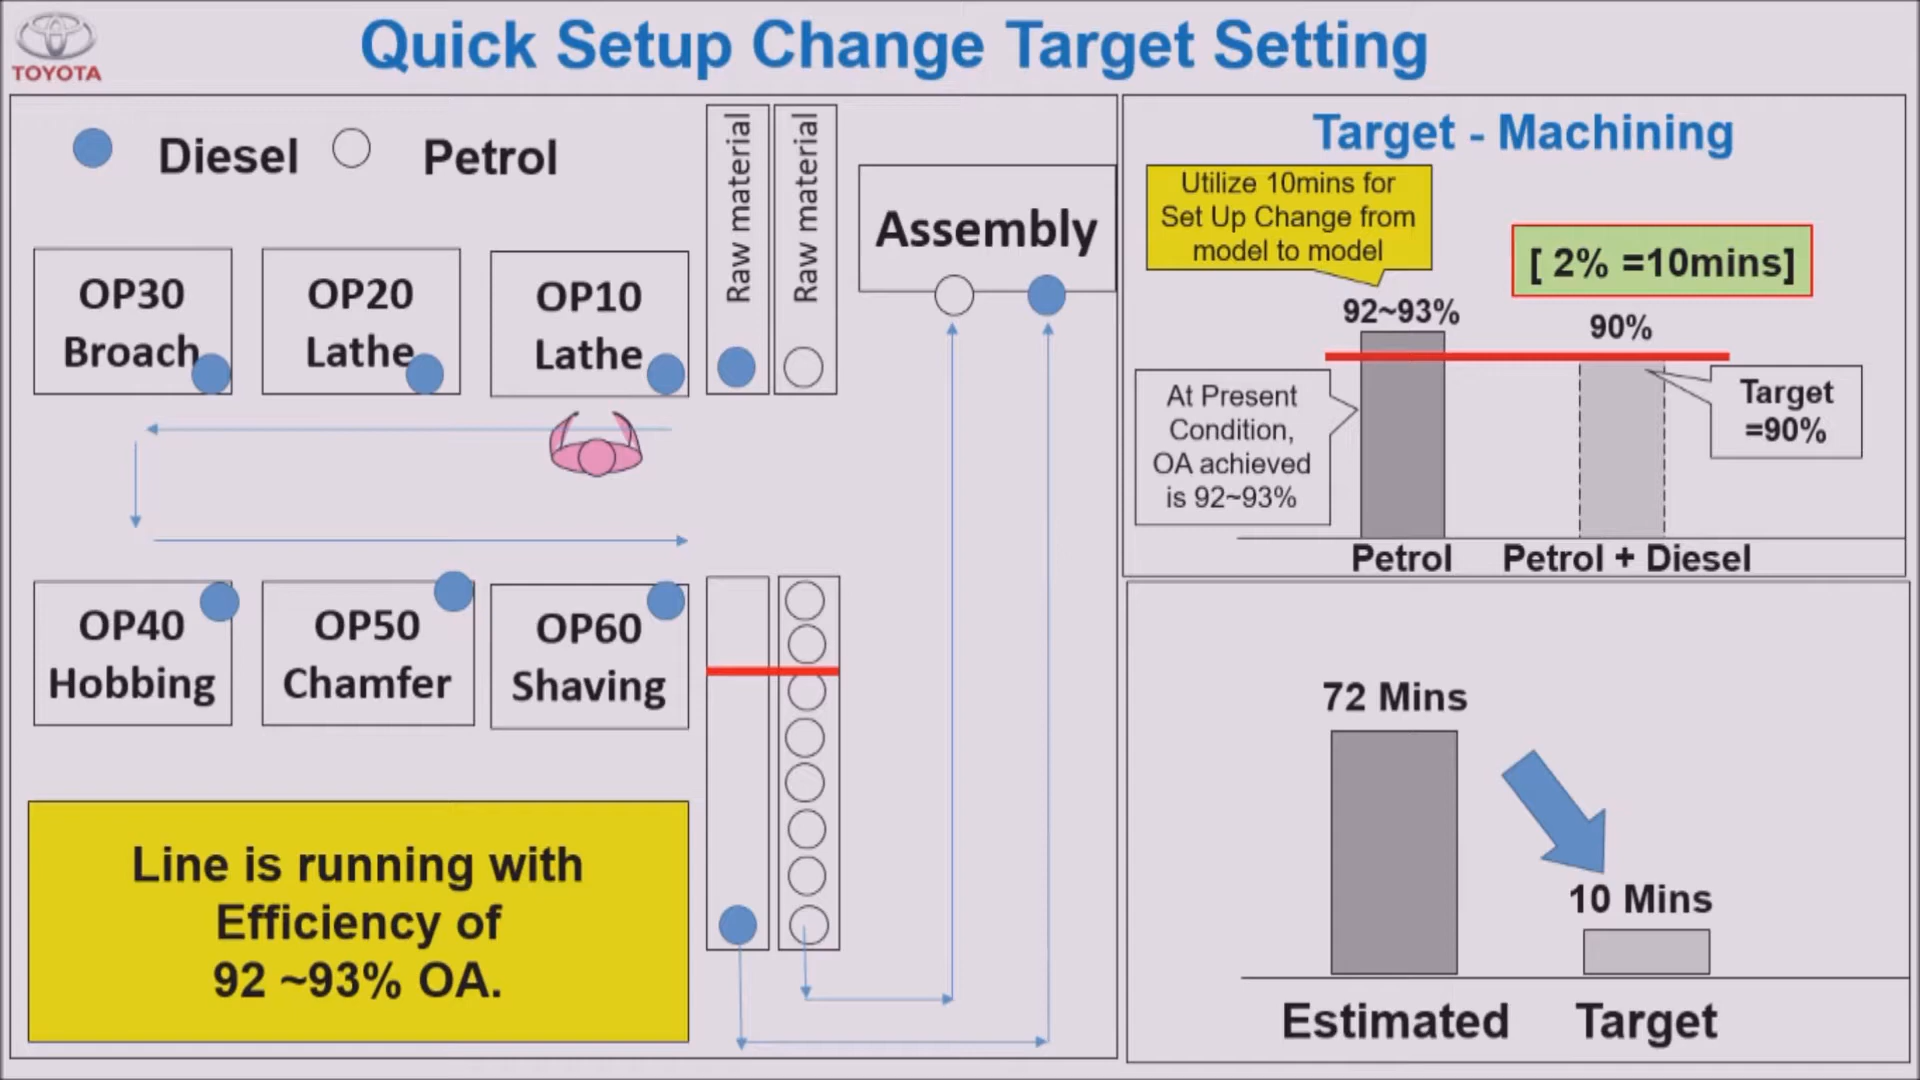 TOYOTA
Quick Setup Change Target Setting
Diesel
Petrol
Raw material
Raw material
Assembly
OP30
Broach
OP20
Lathe
OP10
Lathe
OP40
Hobbing
OP50
Chamfer
OP60
Shaving
Line is running with
Efficiency of
92 ~93% OA.
Target - Machining
Utilize 10mins for
Set Up Change from
model to model
[ 2% =10mins]
92~93%
90%
At Present
Condition,
OA achieved
is 92~93%
Target
=90%
Petrol
Petrol + Diesel
72 Mins
10 Mins
Estimated
Target